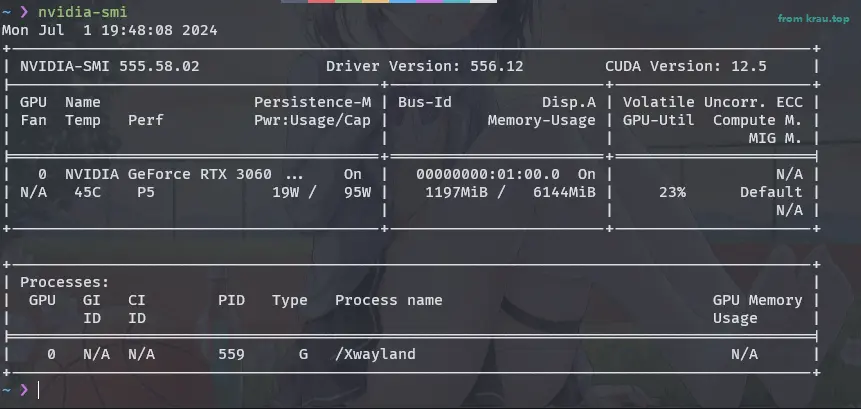 ~ ❯ nvidia-smi
from krau.top
Mon Jul  1 19:48:08 2024
NVIDIA-SMI 555.58.02 Driver Version: 556.12 CUDA Version: 12.5
GPU Name Persistence-M | Bus-Id Disp.A | Volatile Uncorr. ECC
Fan Temp Perf Pwr:Usage/Cap | Memory-Usage | GPU-Util Compute M.
MIG M.
0 NVIDIA GeForce RTX 3060 ... On | 00000000:01:00.0 On | N/A
N/A 45C P5 19W / 95W | 1197MiB / 6144MiB | 23% Default
N/A
Processes:
GPU GI CI PID Type Process name GPU Memory
ID ID Usage
0 N/A N/A 559 G /Xwayland N/A
~ ❯